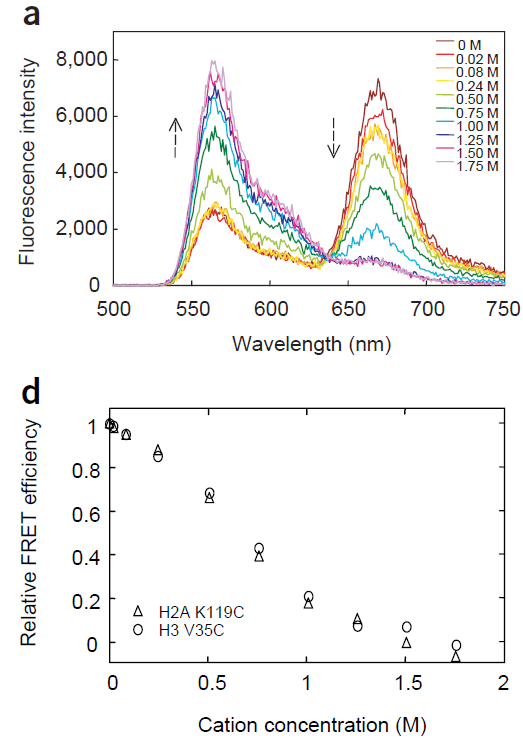 a
Fluorescence intensity
8,000
6,000
4,000
2,000
0
0 M
0.02 M
0.08 M
0.24 M
0.50 M
0.75 M
1.00 M
1.25 M
1.50 M
1.75 M
500 550 600 650 700 750
Wavelength (nm)
d
Relative FRET efficiency
1
0.8
0.6
0.4
0.2
0
H2A K119C
H3 V35C
0 0.5 1 1.5 2
Cation concentration (M)